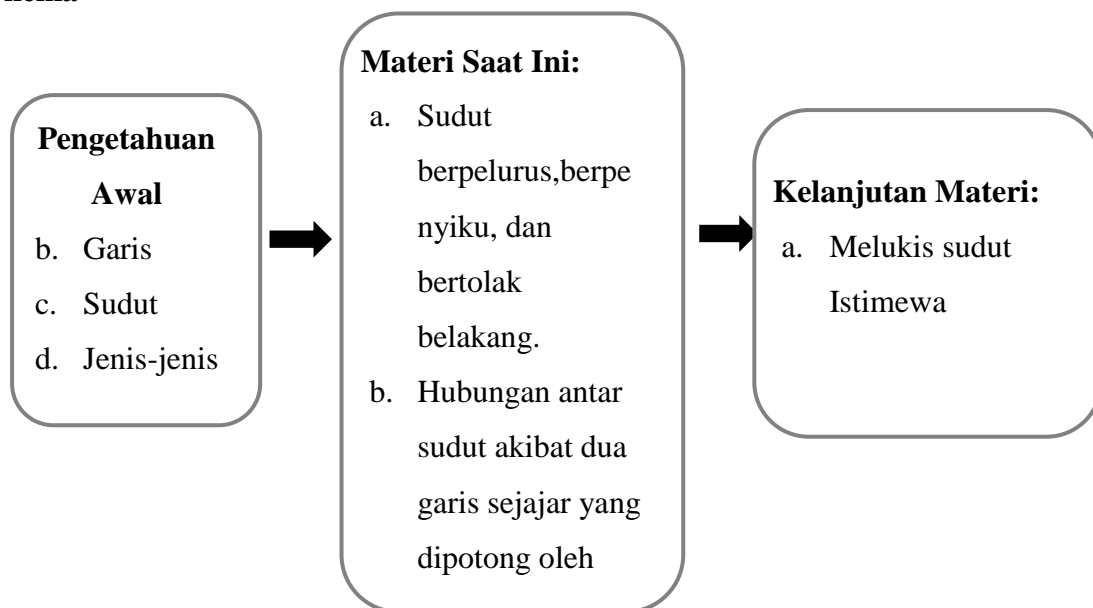 Pengetahuan
Awal
b. Garis
c. Sudut
d. Jenis-jenis
Materi Saat Ini:
a. Sudut
berpelurus,berpe
nyiku, dan
bertolak
belakang.
b. Hubungan antar
sudut akibat dua
garis sejajar yang
dipotong oleh
Kelanjutan Materi:
a. Melukis sudut
Istimewa